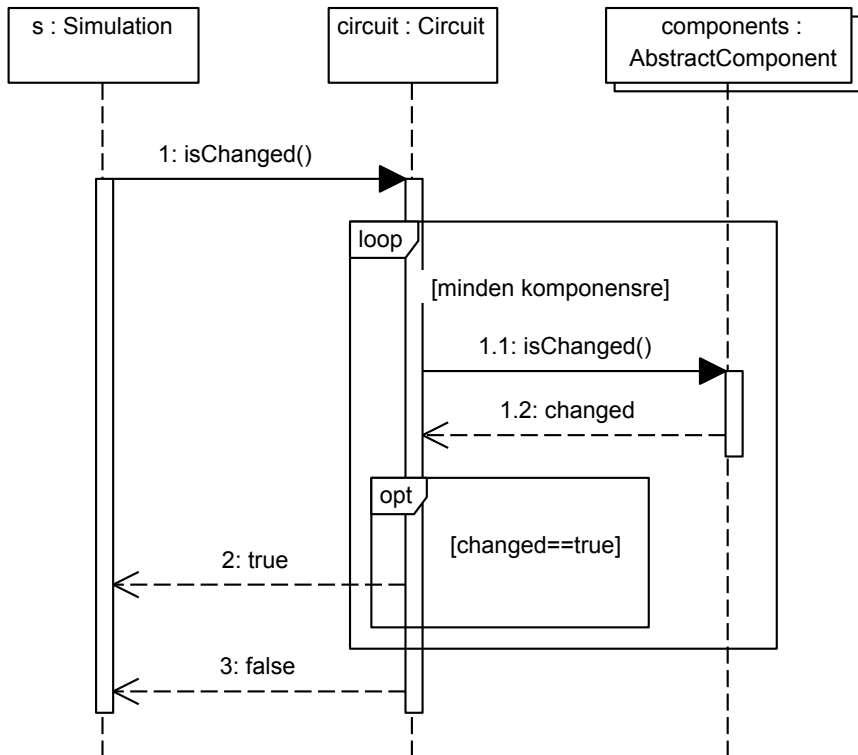 s : Simulation
circuit : Circuit
components :
AbstractComponent
1: isChanged()
loop
[minden komponensre]
1.1: isChanged()
1.2: changed
opt
[changed==true]
2: true
3: false